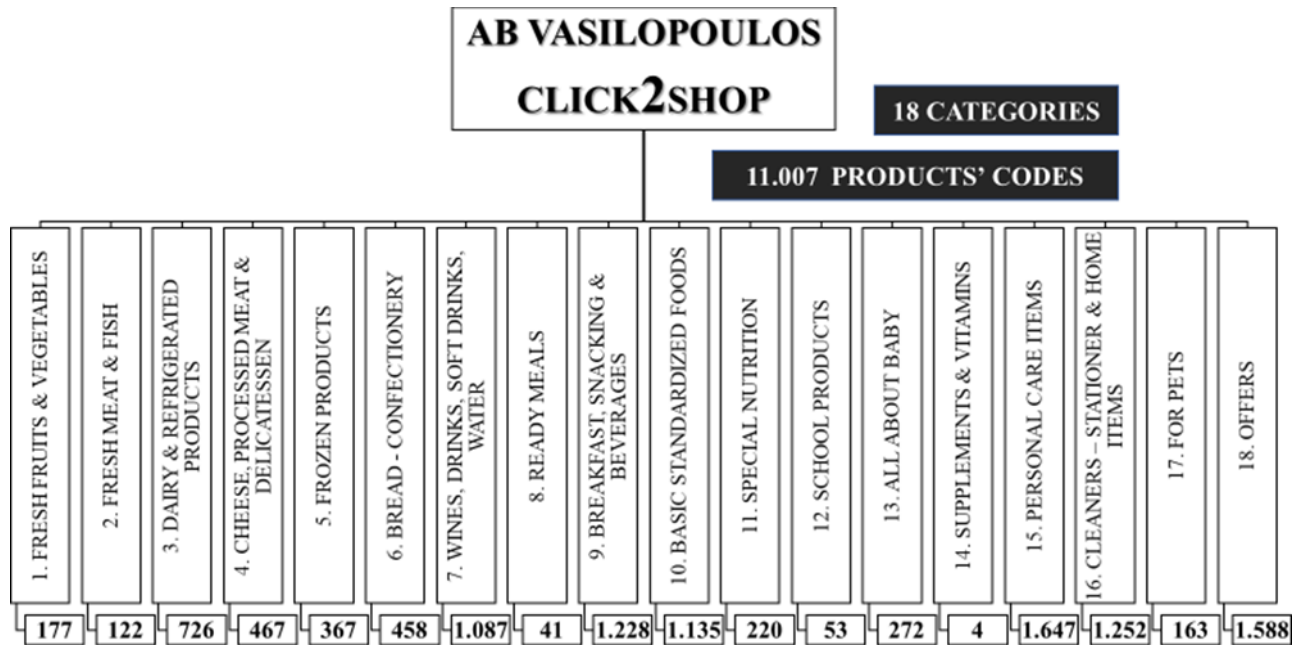 AB VASILOPOULOS
CLICK2SHOP
18 CATEGORIES
11.007 PRODUCTS’ CODES
1. FRESH FRUITS & VEGETABLES
2. FRESH MEAT & FISH
3. DAIRY & REFRIGERATED
PRODUCTS
4. CHEESE, PROCESSED MEAT &
DELICATESSEN
5. FROZEN PRODUCTS
6. BREAD - CONFECTIONERY
7. WINES, DRINKS, SOFT DRINKS,
WATER
8. READY MEALS
9. BREAKFAST, SNACKING &
BEVERAGES
10. BASIC STANDARDIZED FOODS
11. SPECIAL NUTRITION
12. SCHOOL PRODUCTS
13. ALL ABOUT BABY
14. SUPPLEMENTS & VITAMINS
15. PERSONAL CARE ITEMS
16. CLEANERS – STATIONER & HOME
ITEMS
17. FOR PETS
18. OFFERS
177
122
726
467
367
458
1.087
41
1.228
1.135
220
53
272
4
1.647
1.252
163
1.588